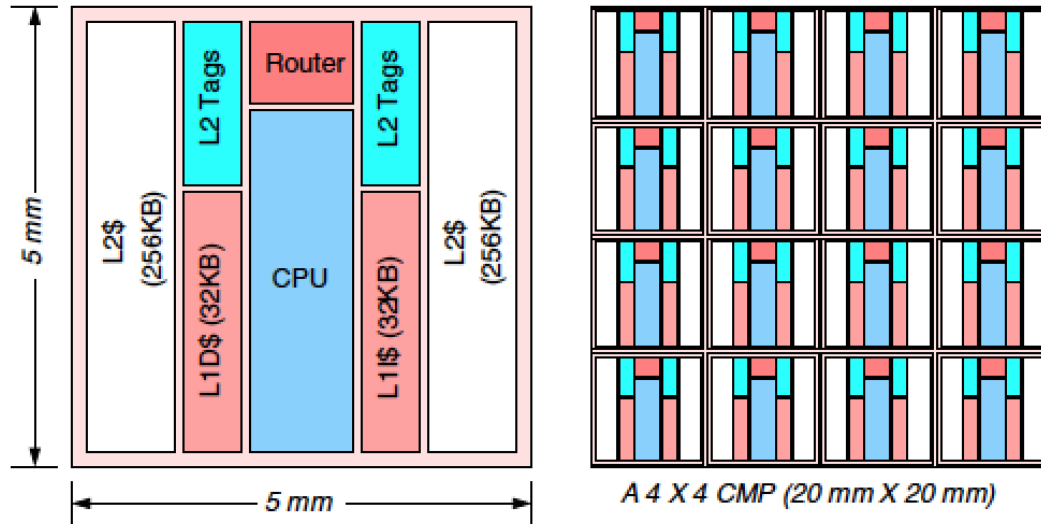 5 mm
L2$
(256KB)
L2 Tags
L1D$ (32KB)
Router
CPU
L2 Tags
L1I$ (32KB)
L2$
(256KB)
5 mm
A 4 X 4 CMP (20 mm X 20 mm)